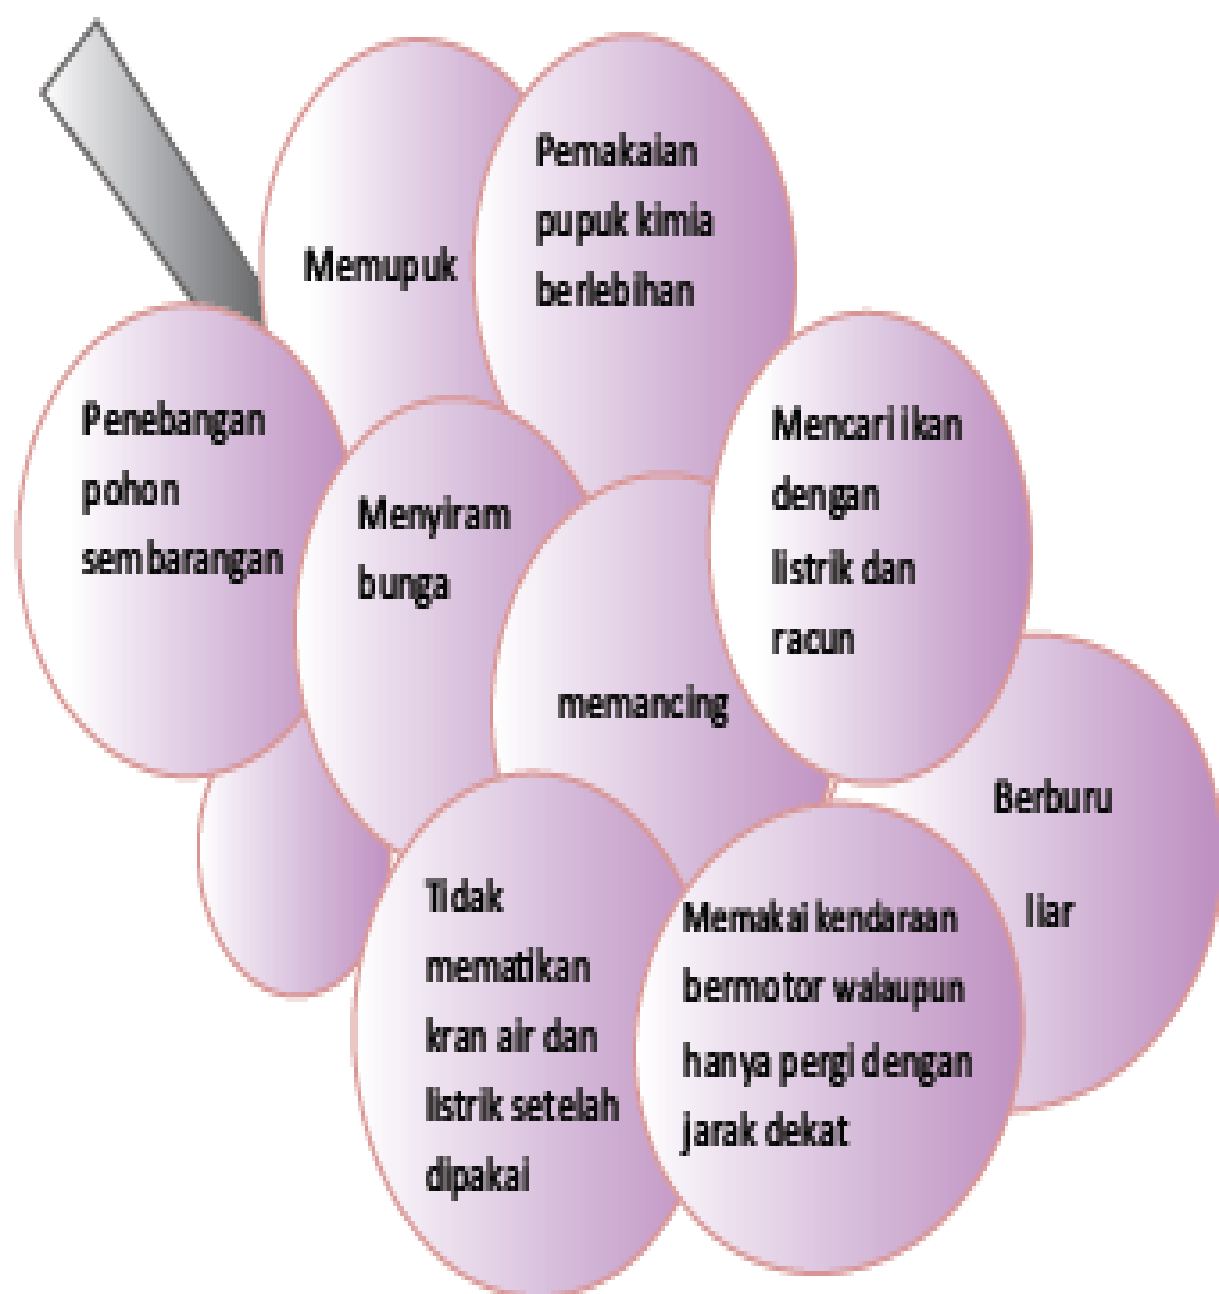 Memupuk
Pemakaian
pupuk kimia
berlebihan
Penebangan
pohon
sembarangan
Menyiram
bunga
Mencari ikan
dengan
listrik dan
racun
memancing
Berburu
liar
Tidak
mematikan
kran air dan
listrik setelah
dipakai
Memakai kendaraan
bermotor walaupun
hanya pergi dengan
jarak dekat